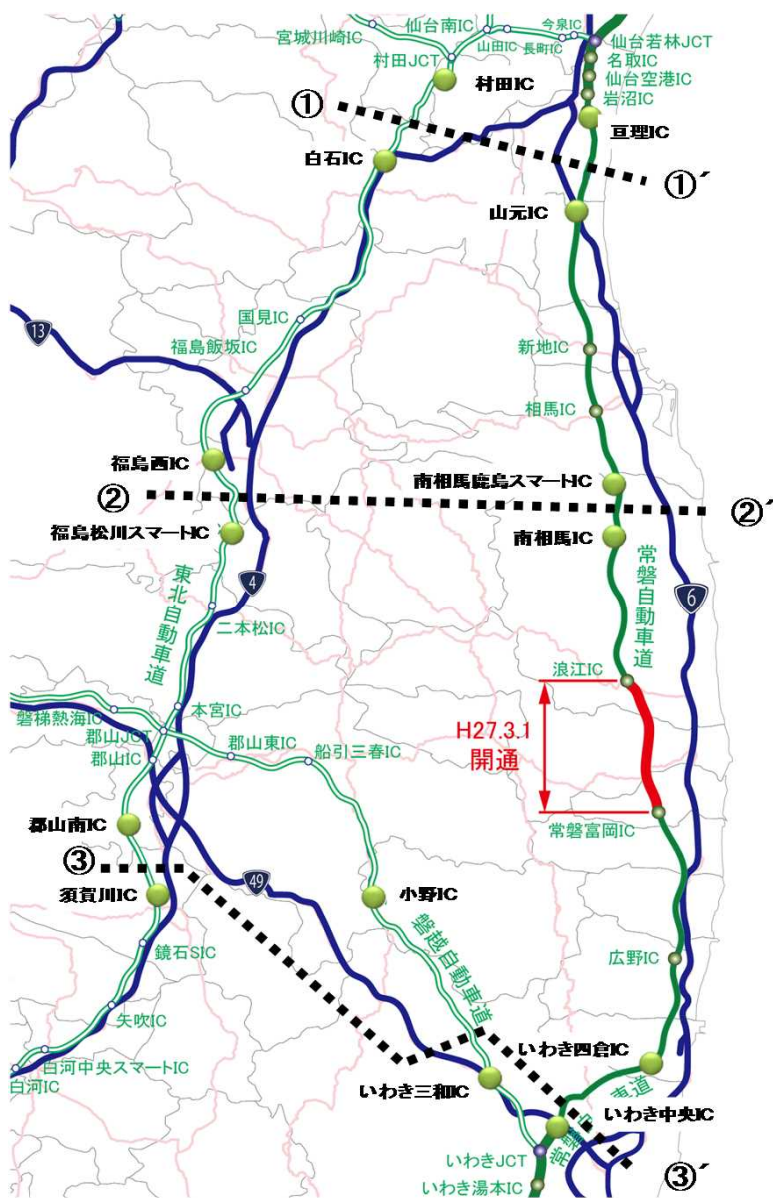 仙台南IC
今泉IC
宮城川崎IC
山田IC
長町IC
仙台若林JCT
村田JCT
名取IC
仙台空港IC
村田IC
岩沼IC
①
亘理IC
白石IC
①´
山元IC
国見IC
13
新地IC
福島飯坂IC
相馬IC
福島西IC
南相馬鹿島スマートIC
②
②´
福島松川スマートIC
南相馬IC
4
常磐自動車道
6
東北自動車道
二本松IC
浪江IC
本宮IC
磐梯熱海IC
H27.3.1
開通
郡山JCT
郡山東IC
船引三春IC
郡山IC
常磐富岡IC
郡山南IC
③
49
須賀川IC
小野IC
磐越自動車道
鏡石SIC
広野IC
矢吹IC
いわき四倉IC
白河中央スマートIC
白河IC
いわき三和IC
車道
いわき中央IC
常磐
いわきJCT
③´
いわき湯本IC